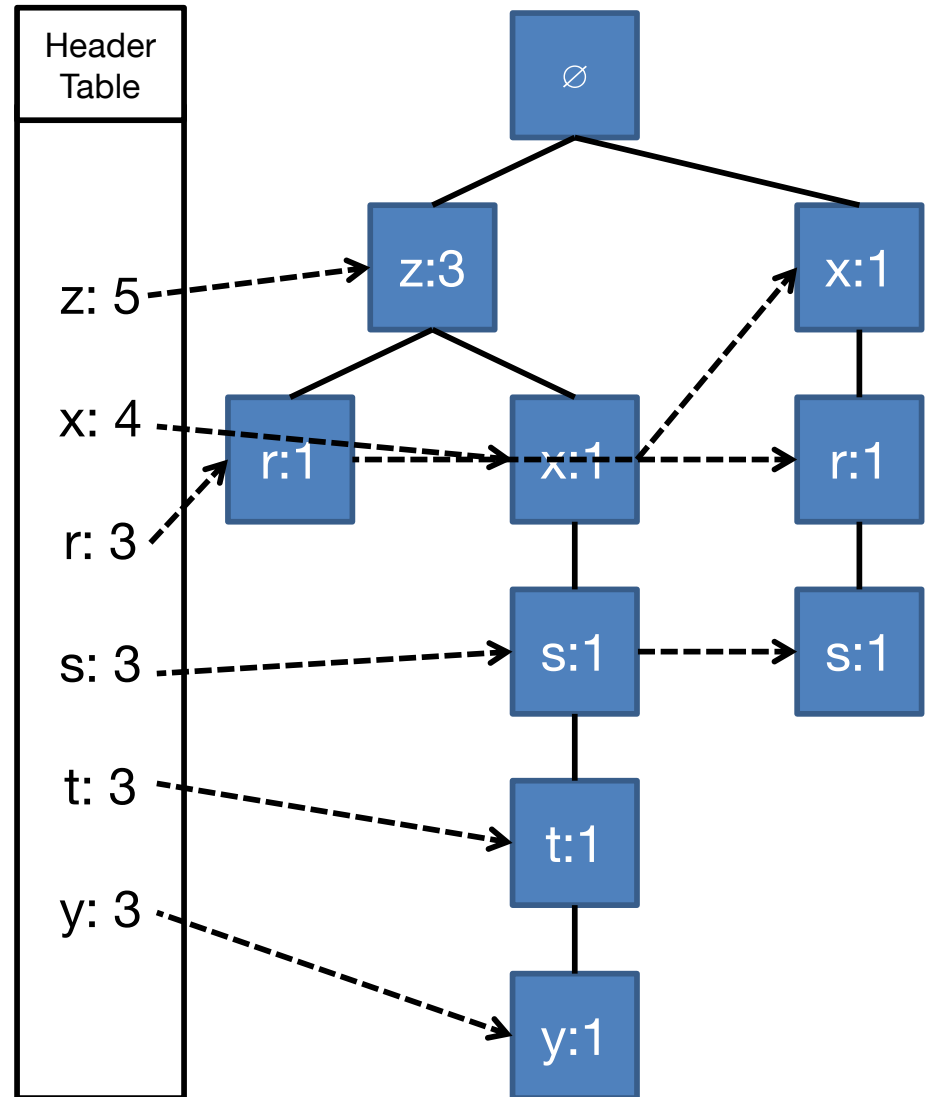 Header
Table
∅
z: 5
z:3
x:1
x: 4
r:1
x:1
r:1
r: 3
s: 3
s:1
s:1
t: 3
t:1
y: 3
y:1